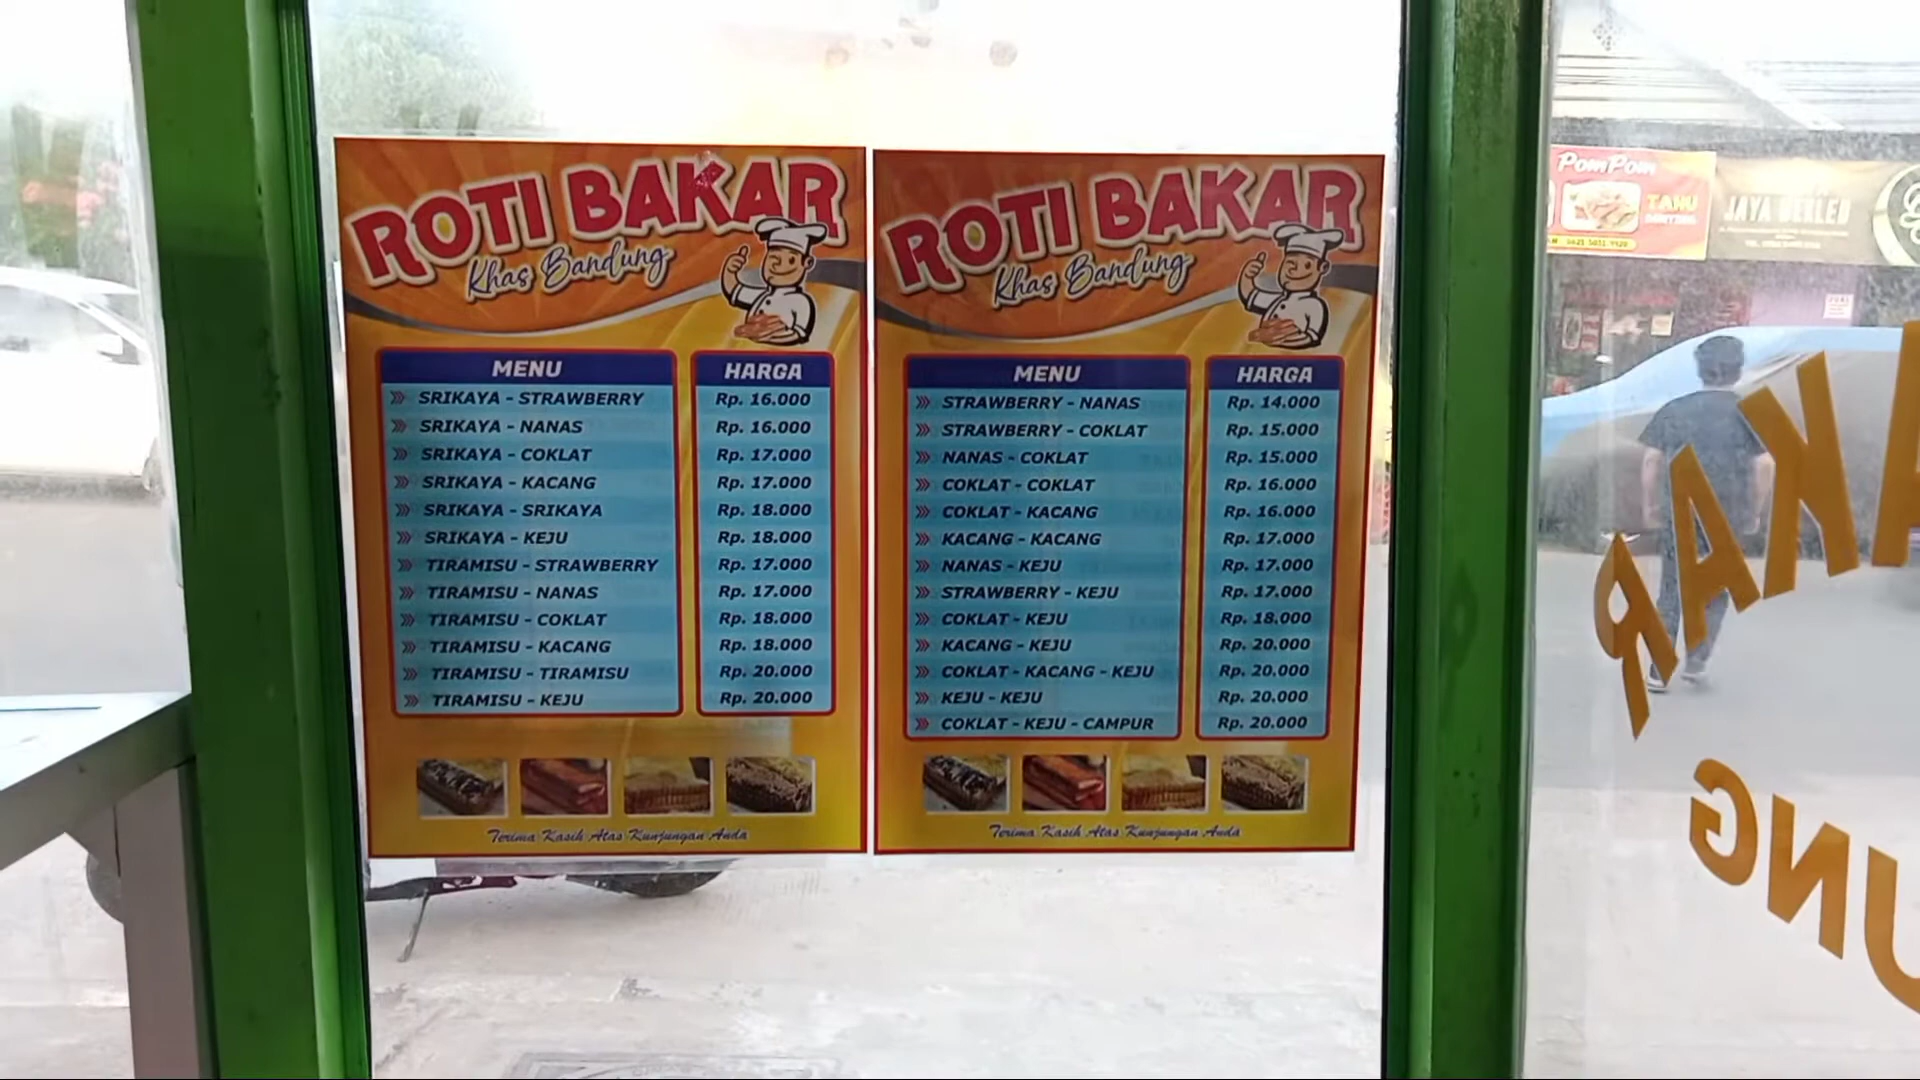 ROTI BAKAR
Khas Bandung
MENU HARGA
SRIKAYA - STRAWBERRY Rp. 16.000
SRIKAYA - NANAS Rp. 16.000
SRIKAYA - COKLAT Rp. 17.000
SRIKAYA - KACANG Rp. 17.000
SRIKAYA - SRIKAYA Rp. 18.000
SRIKAYA - KEJU Rp. 18.000
TIRAMISU - STRAWBERRY Rp. 17.000
TIRAMISU - NANAS Rp. 17.000
TIRAMISU - COKLAT Rp. 18.000
TIRAMISU - KACANG Rp. 18.000
TIRAMISU - TIRAMISU Rp. 20.000
TIRAMISU - KEJU Rp. 20.000
Terima Kasih Atas Kunjungan Anda
ROTI BAKAR
Khas Bandung
MENU HARGA
STRAWBERRY - NANAS Rp. 14.000
STRAWBERRY - COKLAT Rp. 15.000
NANAS - COKLAT Rp. 15.000
COKLAT - COKLAT Rp. 16.000
COKLAT - KACANG Rp. 16.000
KACANG - KACANG Rp. 17.000
NANAS - KEJU Rp. 17.000
STRAWBERRY - KEJU Rp. 17.000
COKLAT - KEJU Rp. 18.000
KACANG - KEJU Rp. 20.000
COKLAT - KACANG - KEJU Rp. 20.000
KEJU - KEJU Rp. 20.000
COKLAT - KEJU - CAMPUR Rp. 20.000
Terima Kasih Atas Kunjungan Anda
PomPom
TAHU
JAYA
AKAR
UNG